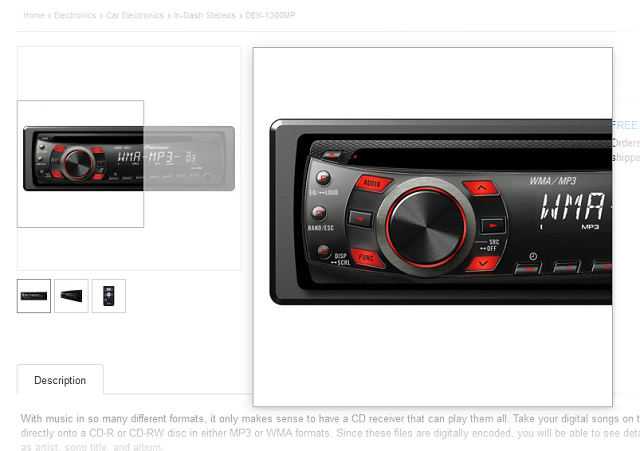 Home > Electronics > Car Electronics > In-Dash Stereos > DEH-1300MP
Pioneer
WMA-MP3- 03
AUDIO
EQ/↔LOUD
BAND/ESC
DISP
↔SCRL
FUNC
SRC
↔OFF
WMA / MP3
WMA-
MP3
FREE
Orders
shippe
Description
With music in so many different formats, it only makes sense to have a CD receiver that can play them all. Take your digital songs on t
directly onto a CD-R or CD-RW disc in either MP3 or WMA formats. Since these files are digitally encoded, you will be able to see deta
as artist, song title, and album.